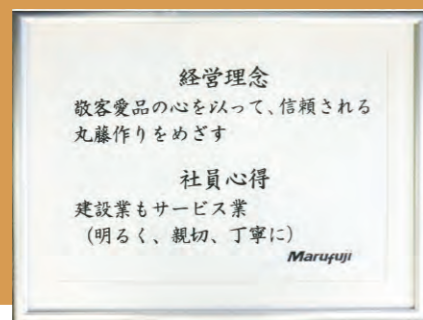 経営理念
敬客愛品の心を以って、信頼される
丸藤作りをめざす
社員心得
建設業もサービス業
(明るく、親切、丁寧に)
Marufuji